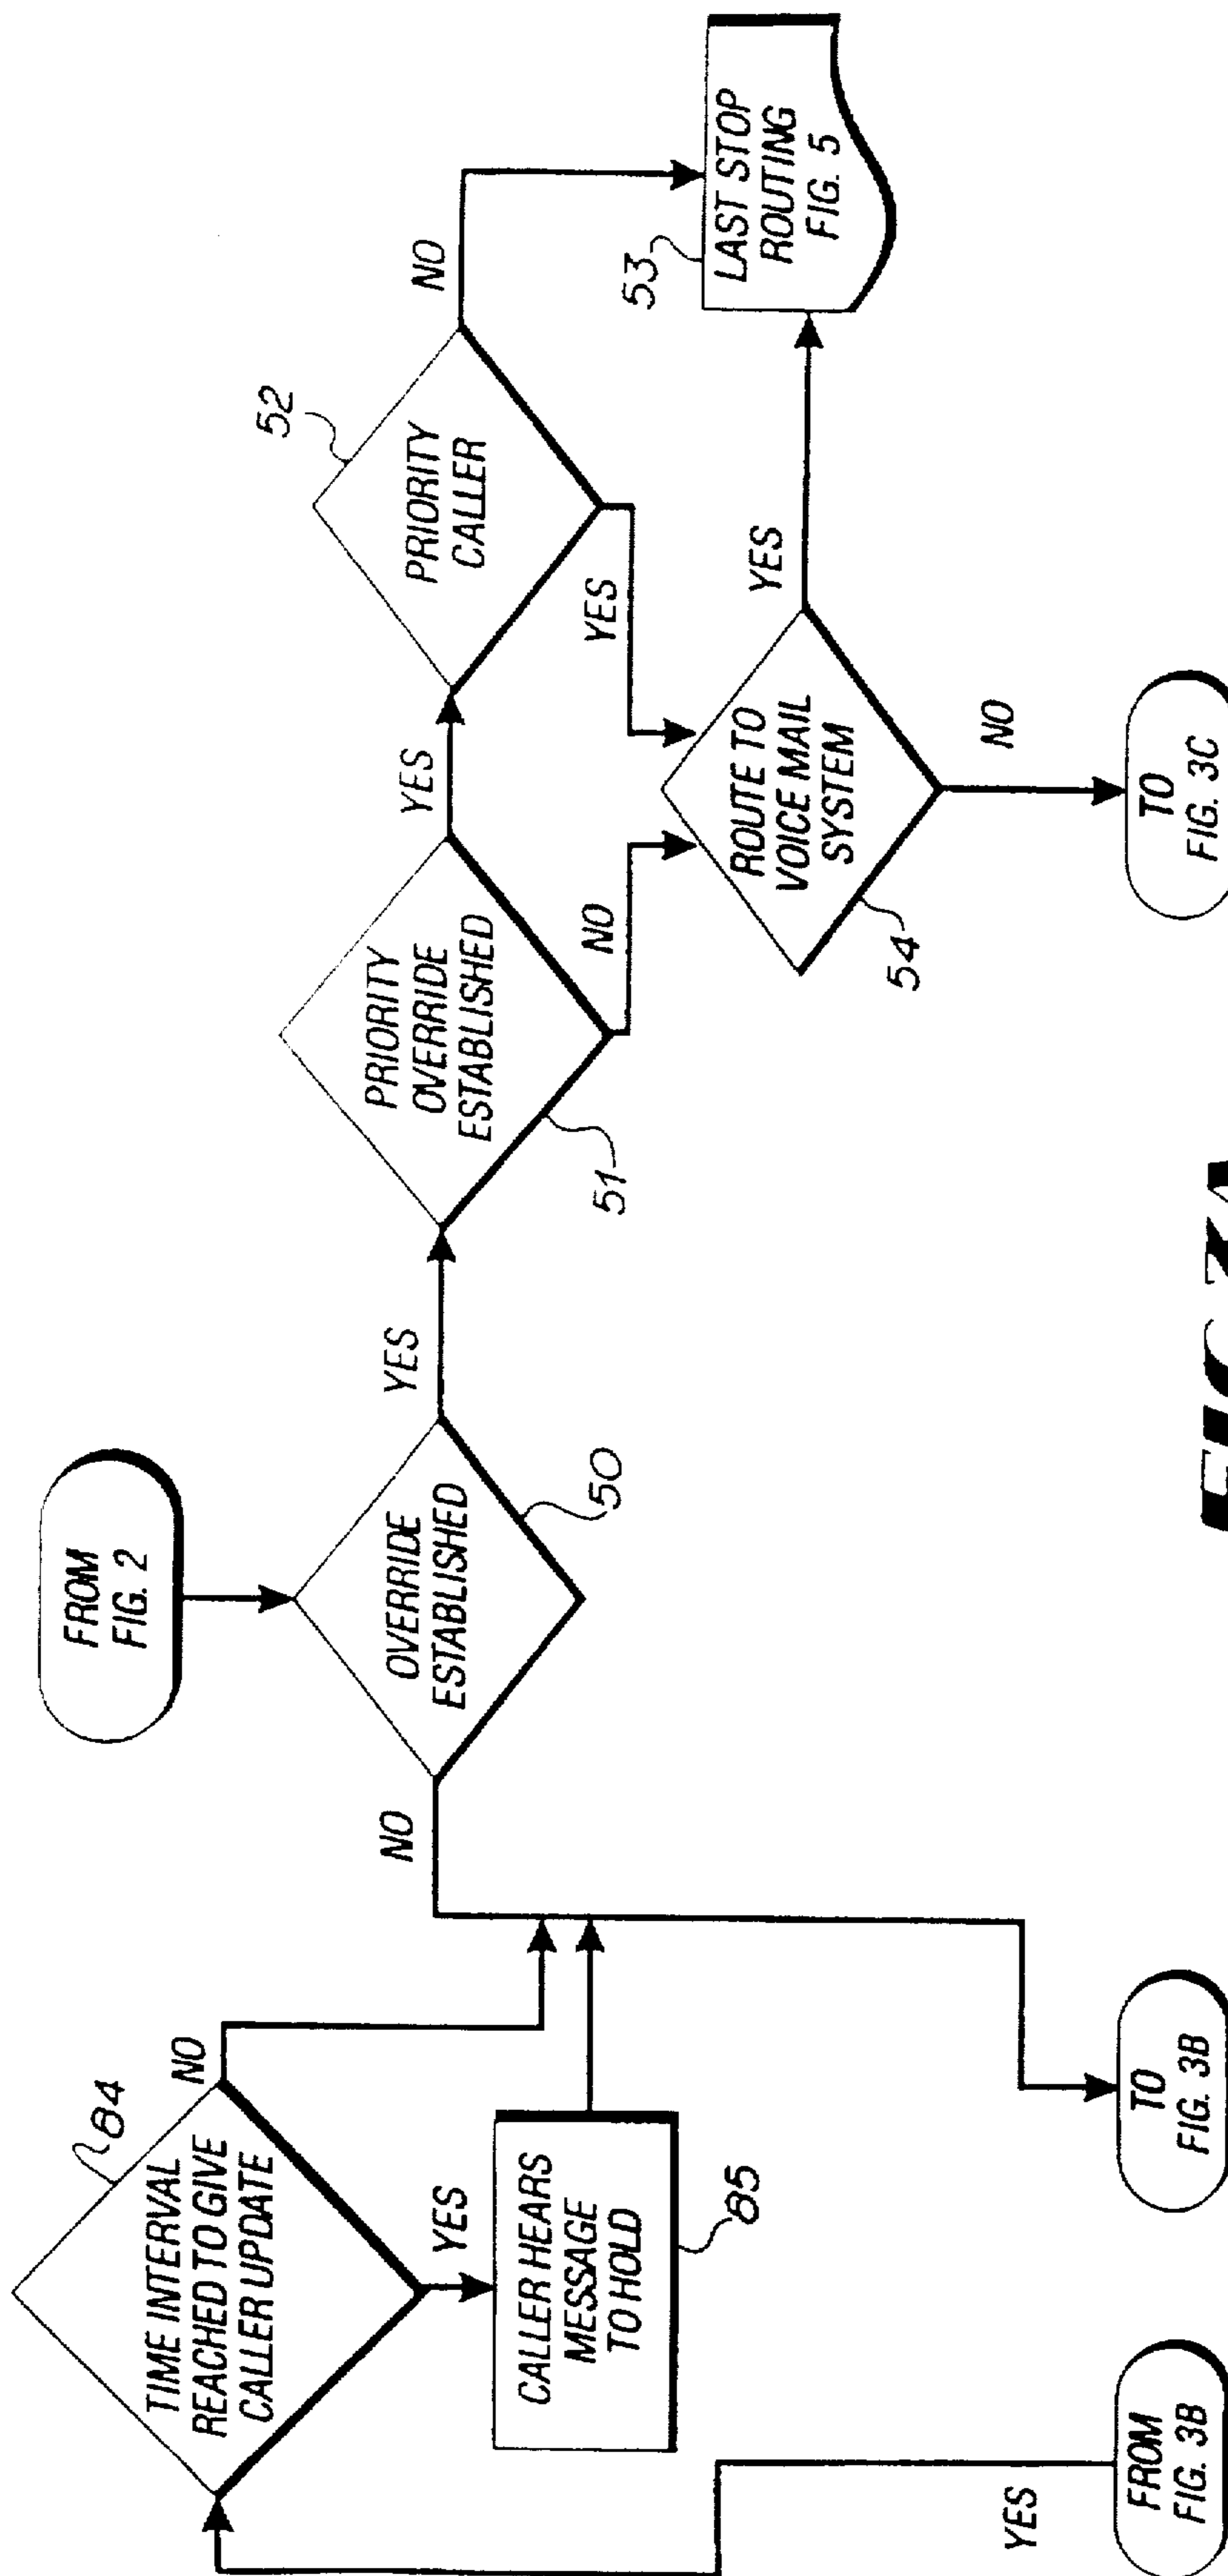 FROM
FIG. 2
TIME INTERVAL
REACHED TO GIVE
CALLER UPDATE
84
NO
YES
CALLER HEARS
MESSAGE
TO HOLD
85
FROM
FIG. 3B
YES
NO
OVERRIDE
ESTABLISHED
50
YES
TO
FIG. 3B
PRIORITY
OVERRIDE
ESTABLISHED
51
YES
NO
PRIORITY
CALLER
52
NO
YES
ROUTE TO
VOICE MAIL
SYSTEM
54
YES
NO
53
LAST STOP
ROUTING
FIG. 5
TO
FIG. 3C